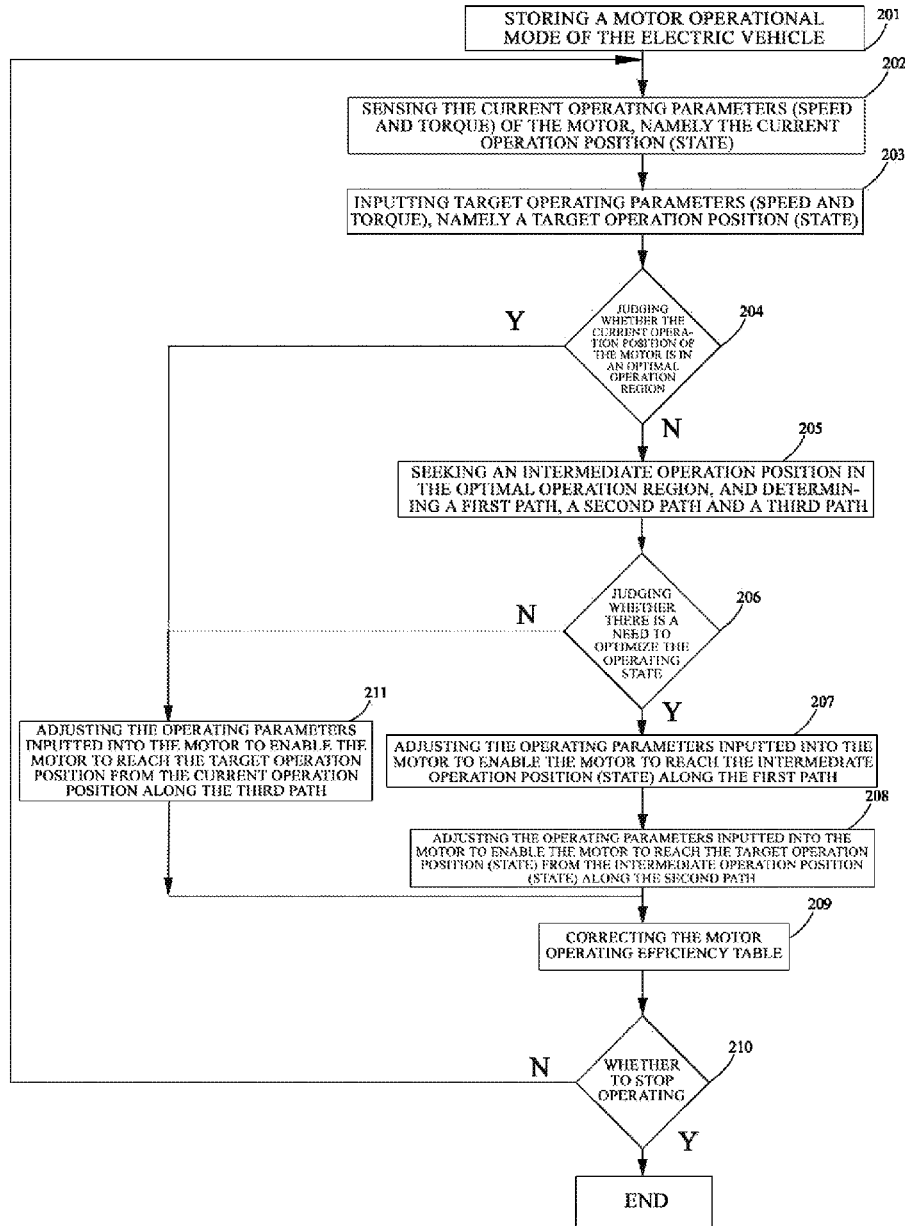 STORING A MOTOR OPERATIONAL
MODE OF THE ELECTRIC VEHICLE
201
202
SENSING THE CURRENT OPERATING PARAMETERS (SPEED
AND TORQUE) OF THE MOTOR, NAMELY THE CURRENT
OPERATION POSITION (STATE)
203
INPUTTING TARGET OPERATING PARAMETERS (SPEED AND
TORQUE), NAMELY A TARGET OPERATION POSITION (STATE)
204
JUDGING
WHETHER THE
CURRENT OPERA-
TION POSITION OF
THE MOTOR IS IN
AN OPTIMAL
OPERATION
REGION
Y
N
205
SEEKING AN INTERMEDIATE OPERATION POSITION IN
THE OPTIMAL OPERATION REGION, AND DETERMIN-
ING A FIRST PATH, A SECOND PATH AND A THIRD PATH
206
JUDGING
WHETHER
THERE IS A
NEED TO
OPTIMIZE THE
OPERATING
STATE
N
Y
211
ADJUSTING THE OPERATING PARAMETERS
INPUTTED INTO THE MOTOR TO ENABLE THE
MOTOR TO REACH THE TARGET OPERATION
POSITION FROM THE CURRENT OPERATION
POSITION ALONG THE THIRD PATH
207
ADJUSTING THE OPERATING PARAMETERS INPUTTED INTO THE
MOTOR TO ENABLE THE MOTOR TO REACH THE INTERMEDIATE
OPERATION POSITION (STATE) ALONG THE FIRST PATH
208
ADJUSTING THE OPERATING PARAMETERS INPUTTED INTO THE
MOTOR TO ENABLE THE MOTOR TO REACH THE TARGET OPERATION
POSITION (STATE) FROM THE INTERMEDIATE OPERATION POSITION
(STATE) ALONG THE SECOND PATH
209
CORRECTING THE MOTOR
OPERATING EFFICIENCY TABLE
210
WHETHER
TO STOP
OPERATING
N
Y
END